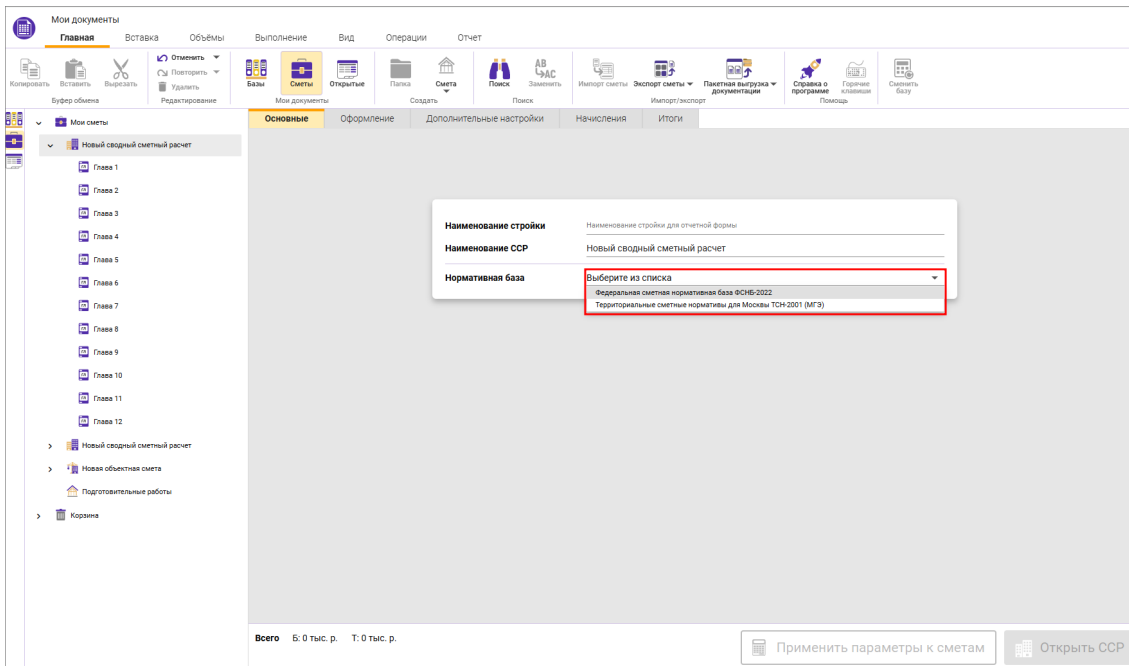 Мои документы
Главная Вставка Объёмы Выполнение Вид Операции Отчет
Копировать Вставить Вырезать
Отменить
Повторить
Удалить
Базы Сметы Открытые Папка Смета Поиск Заменить Импорт сметы Экспорт сметы Пакетная выгрузка документации Справка о программе Горячие клавиши Сменить базу
AB
AC
Буфер обмена Редактирование Мои документы Создать Поиск Импорт/экспорт Помощь
Мои сметы
Новый сводный сметный расчет
Глава 1
Глава 2
Глава 3
Глава 4
Глава 5
Глава 6
Глава 7
Глава 8
Глава 9
Глава 10
Глава 11
Глава 12
Новый сводный сметный расчет
Новая объектная смета
Подготовительные работы
Корзина
Основные Оформление Дополнительные настройки Начисления Итоги
Наименование стройки Наименование стройки для отчетной формы
Наименование ССР Новый сводный сметный расчет
Нормативная база Выберите из списка
Федеральная сметная нормативная база ФСНБ-2022
Территориальные сметные нормативы для Москвы ТСН-2001 (МГЭ)
Всего Б: 0 тыс. р. Т: 0 тыс. р.
Применить параметры к сметам Открыть ССР